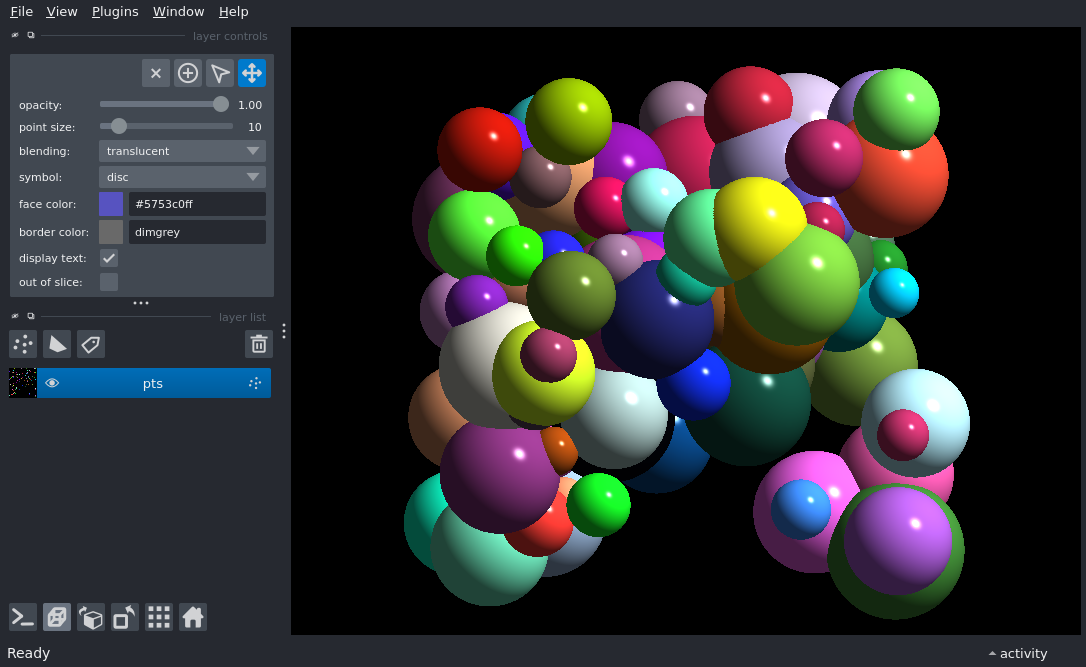 File View Plugins Window Help
layer controls
opacity: 1.00
point size: 10
blending: translucent
symbol: disc
face color: #5753c0ff
border color: dimgrey
display text:
out of slice:
layer list
pts
Ready
activity